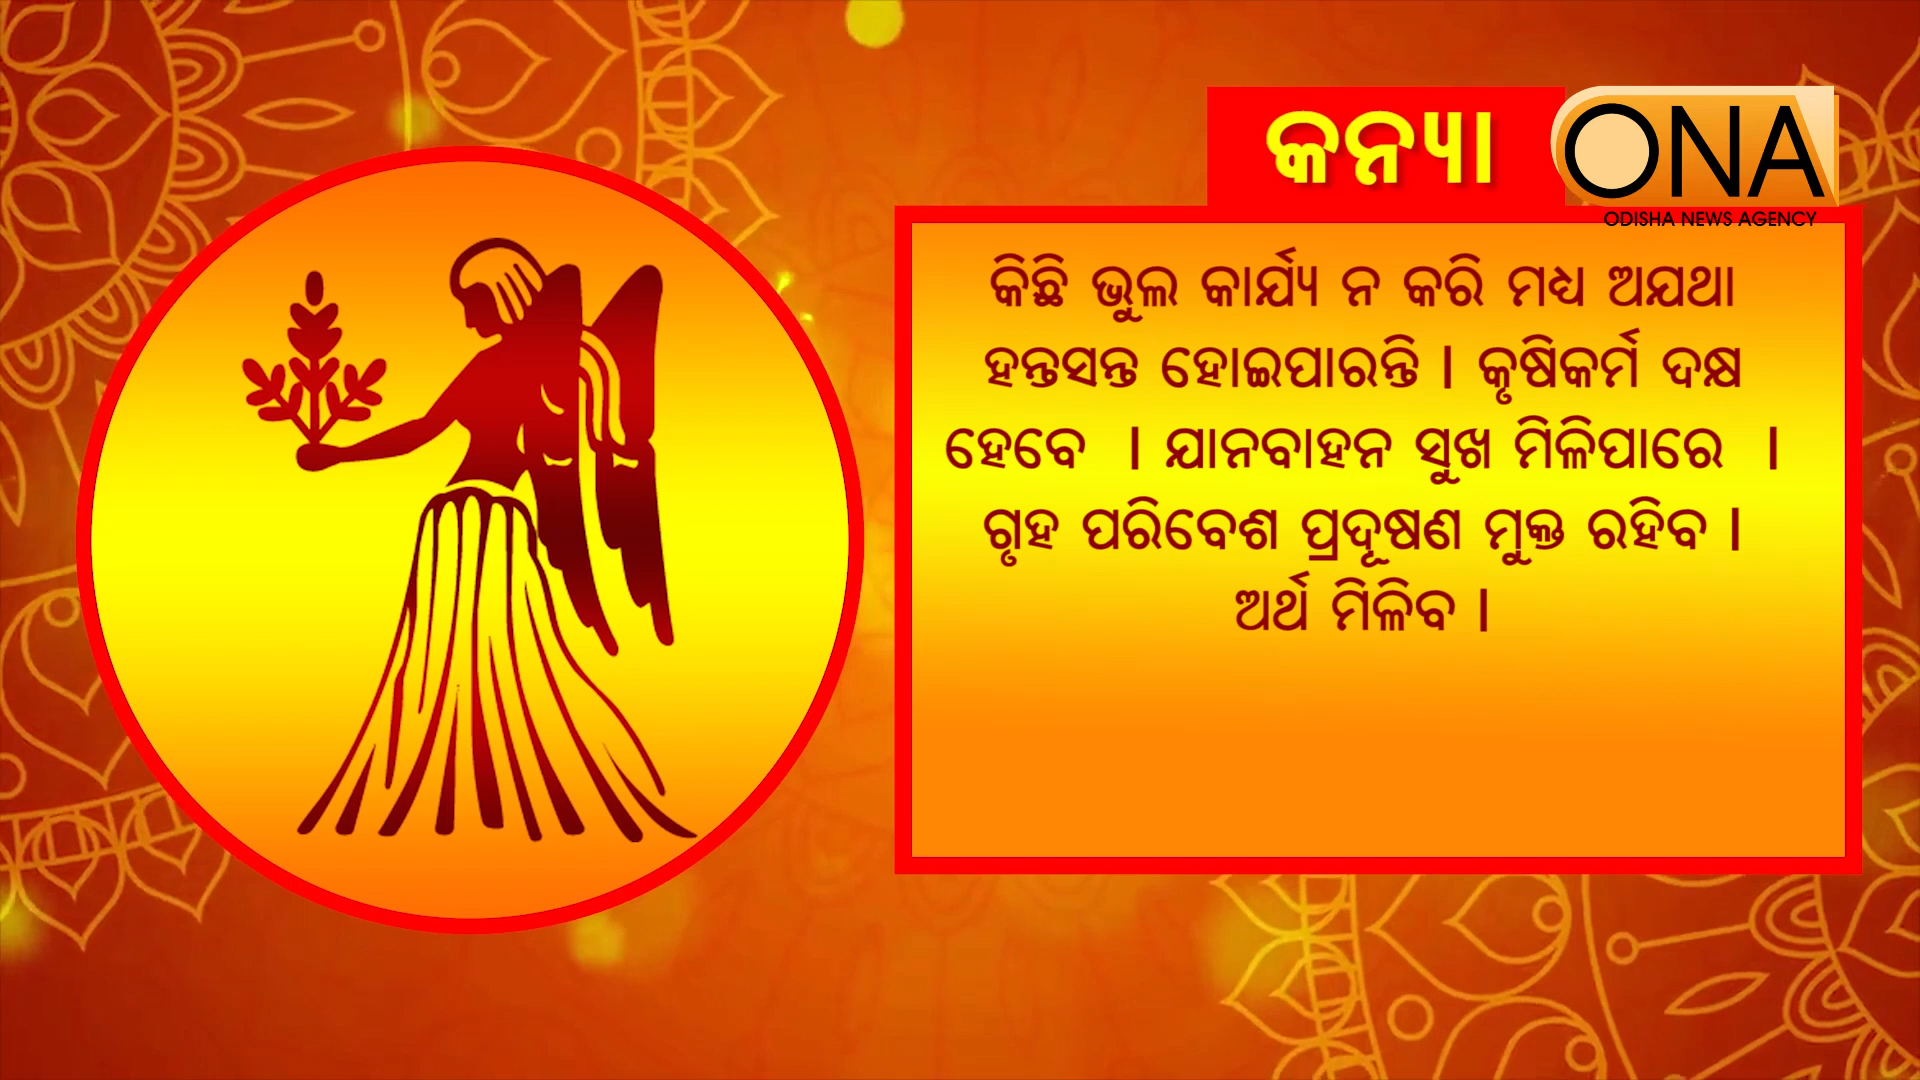 କନ୍ୟା
ONA
ODISHA NEWS AGENCY
କିଛି ଭୁଲ କାର୍ଯ୍ୟ ନ କରି ମଧ୍ୟ ଅଯଥା
ହନ୍ତସନ୍ତ ହୋଇପାରନ୍ତି । କୃଷିକର୍ମ ଦକ୍ଷ
ହେବେ । ଯାନବାହନ ସୁଖ ମିଳିପାରେ ।
ଗୃହ ପରିବେଶ ପ୍ରଦୂଷଣ ମୁକ୍ତ ରହିବ ।
ଅର୍ଥ ମିଳିବ ।